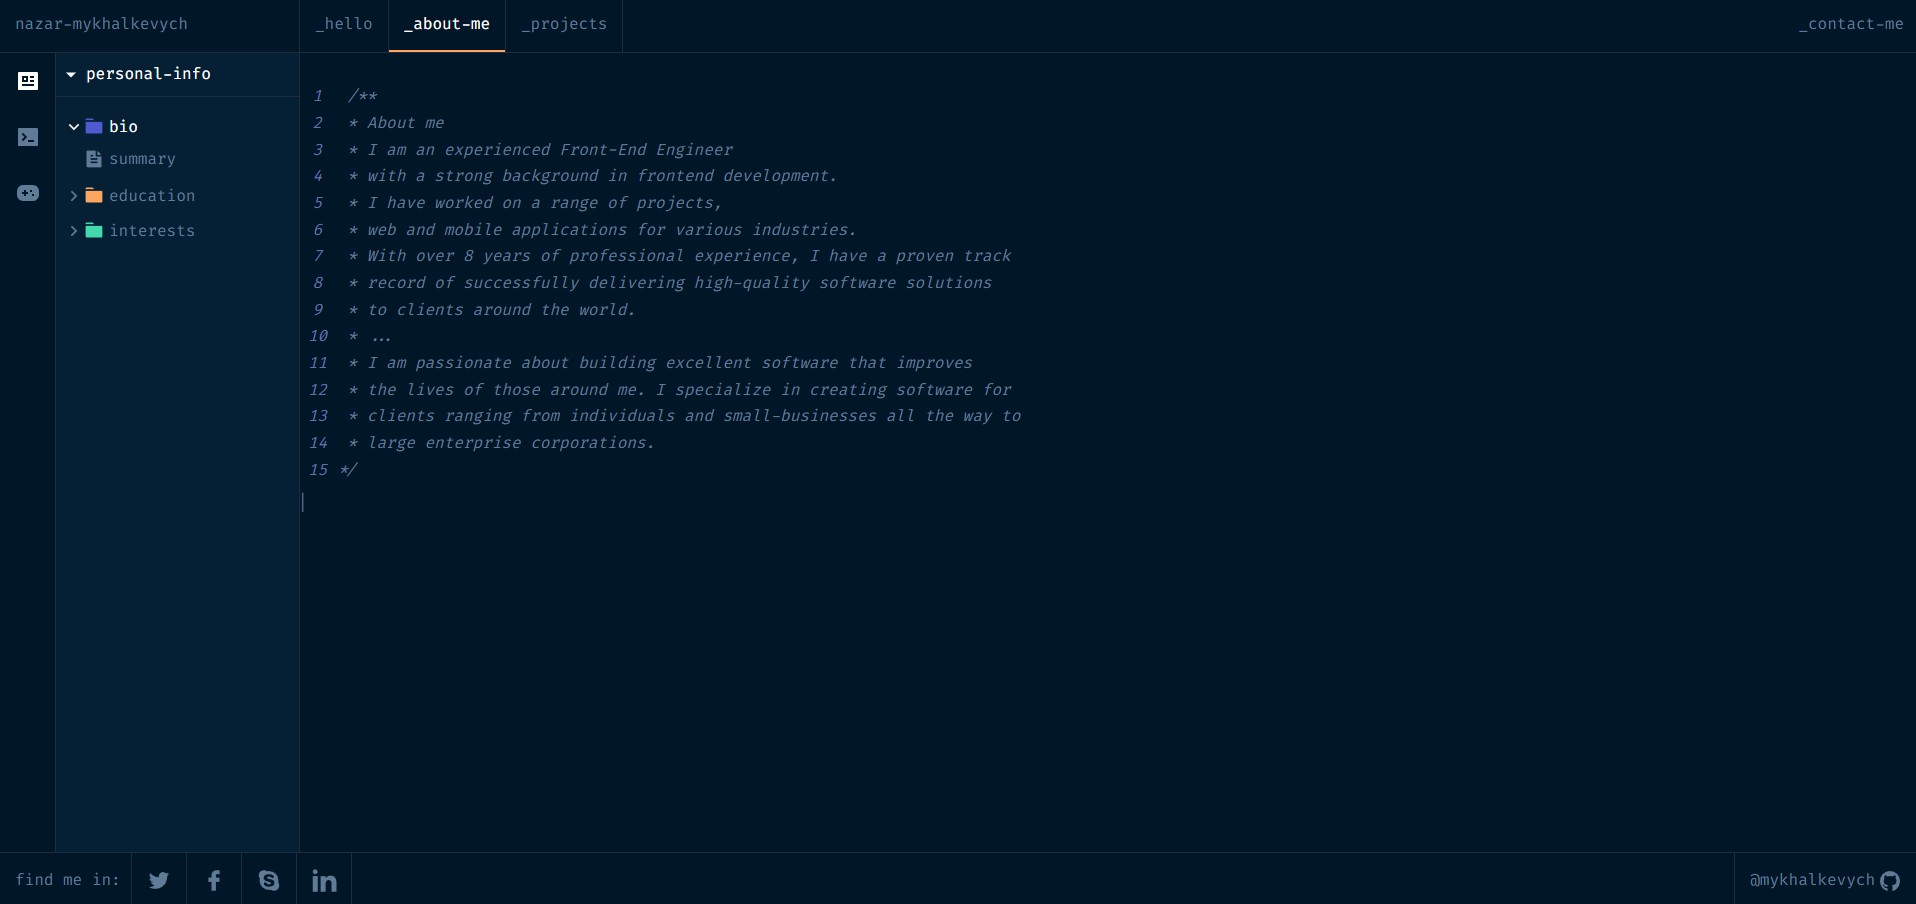 nazar-mykhalkevych
_hello
_about-me
_projects
_contact-me
personal-info
bio
summary
education
interests
1 /**
2 * About me
3 * I am an experienced Front-End Engineer
4 * with a strong background in frontend development.
5 * I have worked on a range of projects,
6 * web and mobile applications for various industries.
7 * With over 8 years of professional experience, I have a proven track
8 * record of successfully delivering high-quality software solutions
9 * to clients around the world.
10 * ...
11 * I am passionate about building excellent software that improves
12 * the lives of those around me. I specialize in creating software for
13 * clients ranging from individuals and small-businesses all the way to
14 * large enterprise corporations.
15 */
find me in:
@mykhalkevych